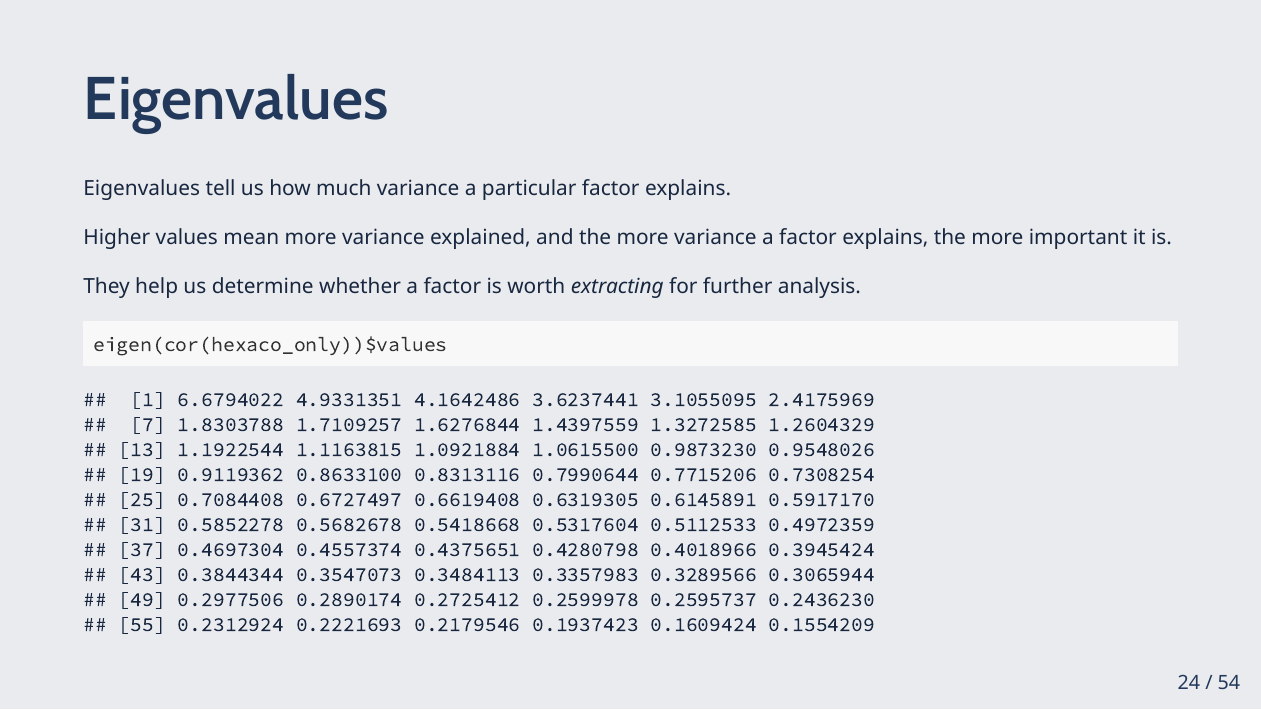 Eigenvalues
Eigenvalues tell us how much variance a particular factor explains.
Higher values mean more variance explained, and the more variance a factor explains, the more important it is.
They help us determine whether a factor is worth extracting for further analysis.
eigen(cor(hexaco_only))$values
##  [1] 6.6794022 4.9331351 4.1642486 3.6237441 3.1055095 2.4175969
##  [7] 1.8303788 1.7109257 1.6276844 1.4397559 1.3272585 1.2604329
## [13] 1.1922544 1.1163815 1.0921884 1.0615500 0.9873230 0.9548026
## [19] 0.9119362 0.8633100 0.8313116 0.7990644 0.7715206 0.7308254
## [25] 0.7084408 0.6727497 0.6619408 0.6319305 0.6145891 0.5917170
## [31] 0.5852278 0.5682678 0.5418668 0.5317604 0.5112533 0.4972359
## [37] 0.4697304 0.4557374 0.4375651 0.4280798 0.4018966 0.3945424
## [43] 0.3844344 0.3547073 0.3484113 0.3357983 0.3289566 0.3065944
## [49] 0.2977506 0.2890174 0.2725412 0.2599978 0.2595737 0.2436230
## [55] 0.2312924 0.2221693 0.2179546 0.1937423 0.1609424 0.1554209
24 / 54